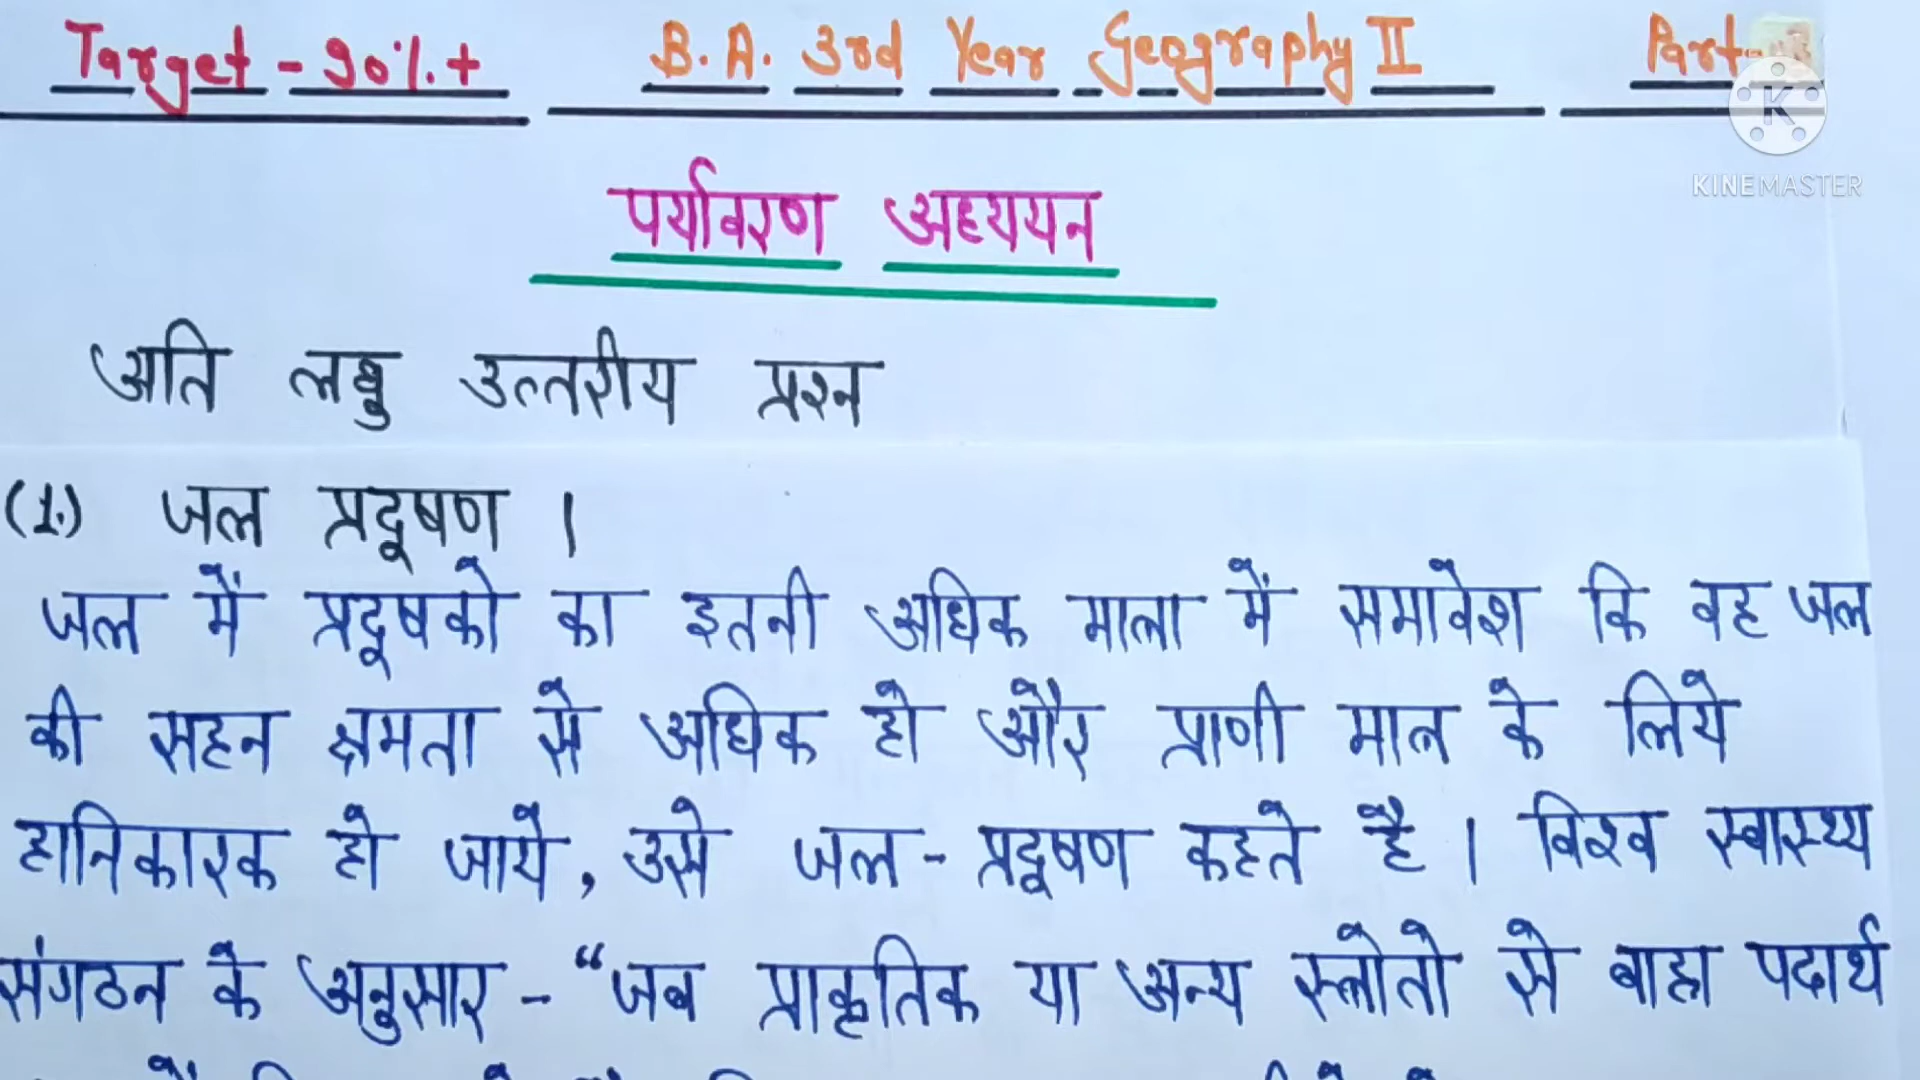 Target - 90%+ B.A. 3rd Year Geography II Part-
KINEMASTER
पर्यावरण अध्ययन
अति लघु उत्तरीय प्रश्न
(1.) जल प्रदूषण ।
जल में प्रदूषको का इतनी अधिक मात्रा में समावेश कि वह जल
की सहन क्षमता से अधिक हो और प्राणी मात्र के लिये
हानिकारक हो जाये, उसे जल-प्रदूषण कहते है । विश्व स्वास्थ्य
संगठन के अनुसार - "जब प्राकृतिक या अन्य स्त्रोतो से बाह्य पदार्थ